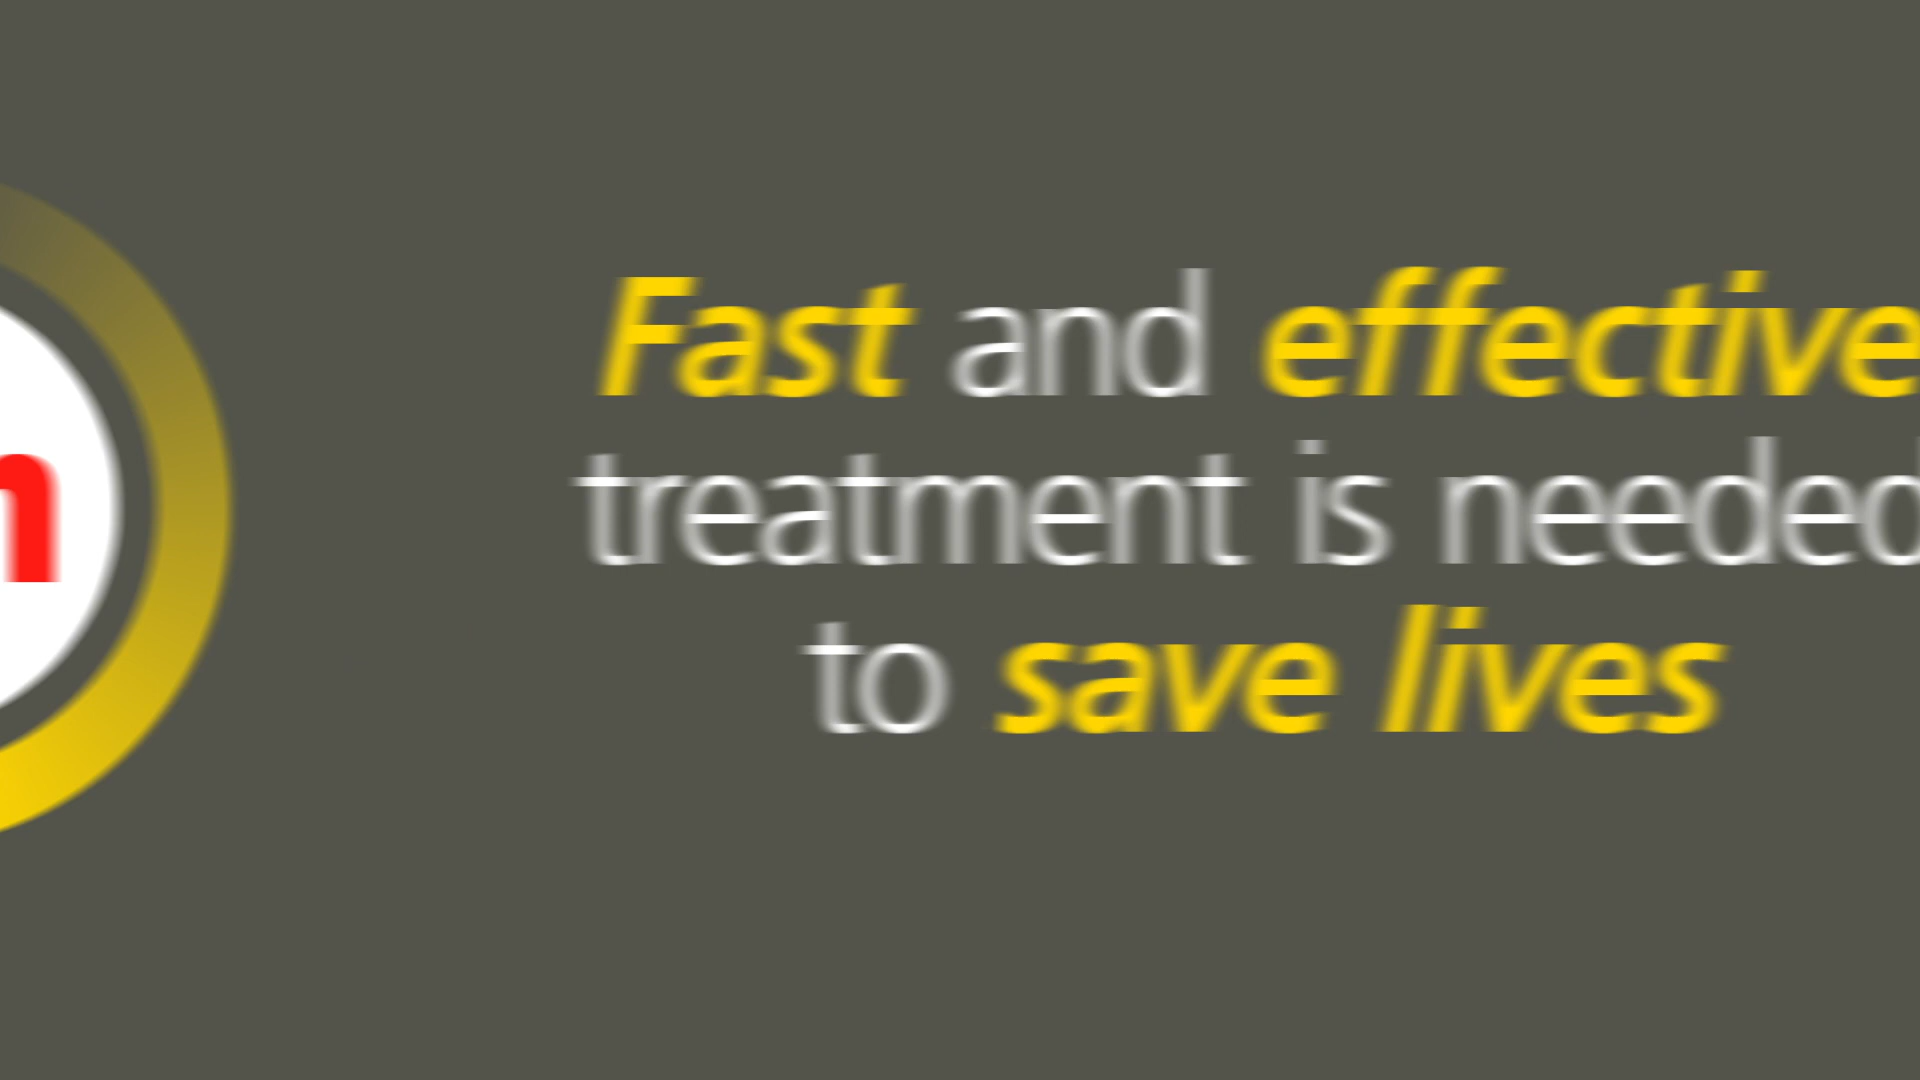 Fast and effective
treatment is needed
to save lives